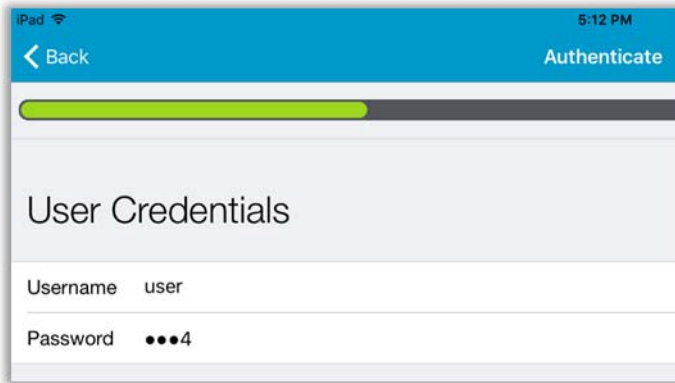 iPad 5:12 PM
Back Authenticate
User Credentials
Username user
Password ●●●4